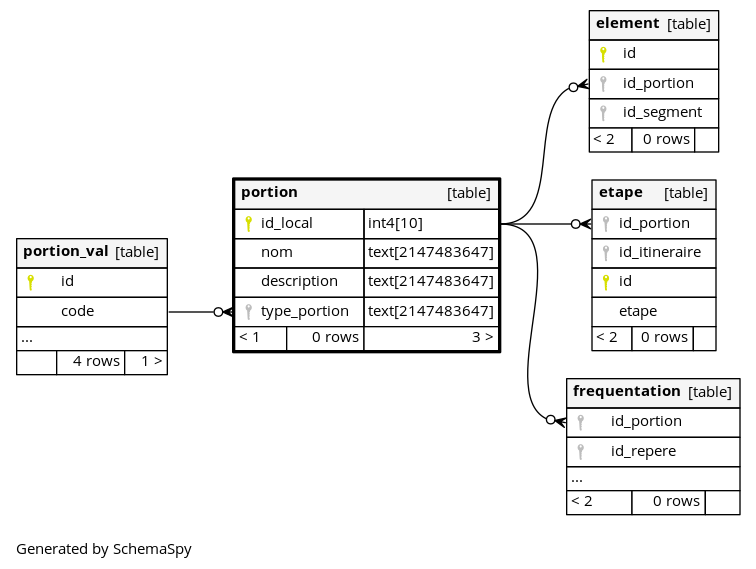 element [table]
id
id_portion
id_segment
< 2 0 rows
portion [table]
id_local int4[10]
nom text[2147483647]
description text[2147483647]
type_portion text[2147483647]
< 1 0 rows 3 >
etape [table]
id_portion
id_itineraire
id
etape
< 2 0 rows
portion_val [table]
id
code
...
4 rows 1 >
frequentation [table]
id_portion
id_repere
...
< 2 0 rows
Generated by SchemaSpy